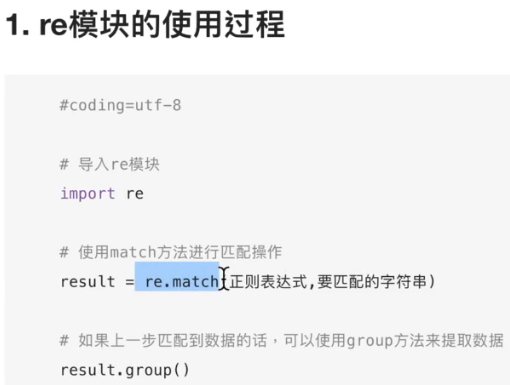 1. re模块的使用过程
#coding=utf-8
# 导入re模块
import re
# 使用match方法进行匹配操作
result = re.match(正则表达式,要匹配的字符串)
# 如果上一步匹配到数据的话，可以使用group方法来提取数据
result.group()